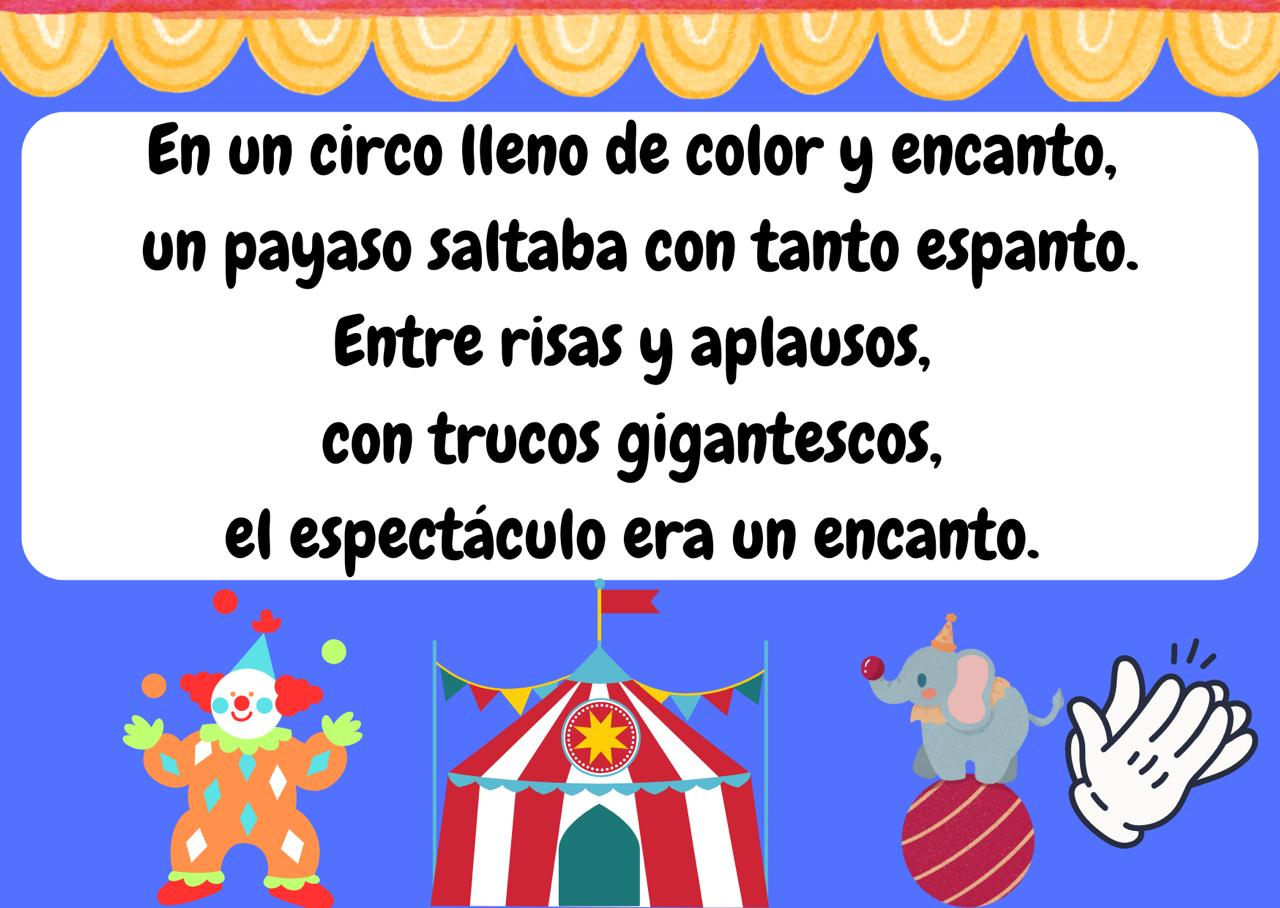 En un circo lleno de color y encanto,
un payaso saltaba con tanto espanto.
Entre risas y aplausos,
con trucos gigantescos,
el espectáculo era un encanto.